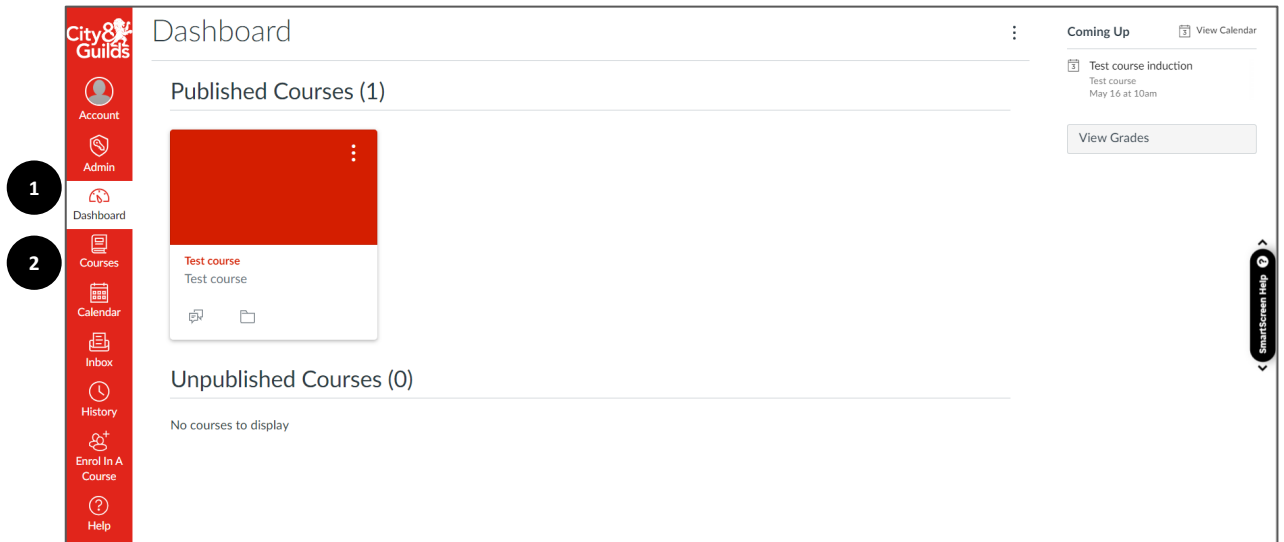 City&
Guilds
Account
Admin
1
Dashboard
2
Courses
Calendar
Inbox
History
Enrol In A
Course
Help
Dashboard
Published Courses (1)
Test course
Test course
Unpublished Courses (0)
No courses to display
Coming Up
3 View Calendar
3 Test course induction
Test course
May 16 at 10am
View Grades
SmartScreen Help ?